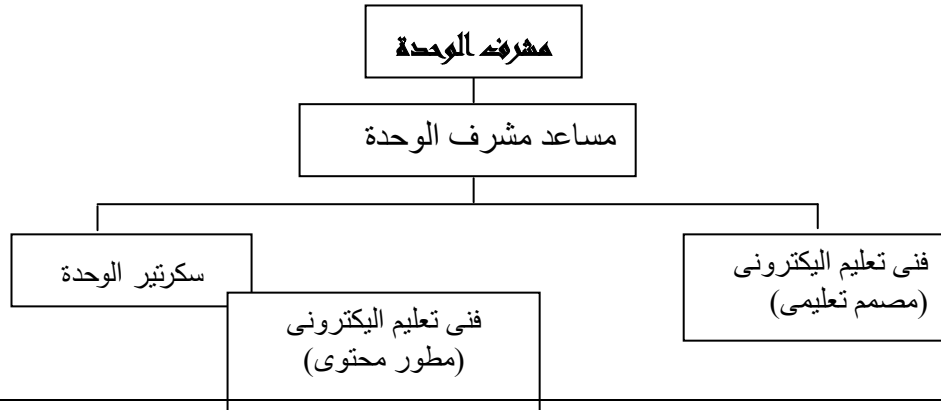 مشرف الوحدة
مساعد مشرف الوحدة
فنى تعليم اليكترونى
(مصمم تعليمى)
سكرتير الوحدة
فنى تعليم اليكترونى
(مطور محتوى)